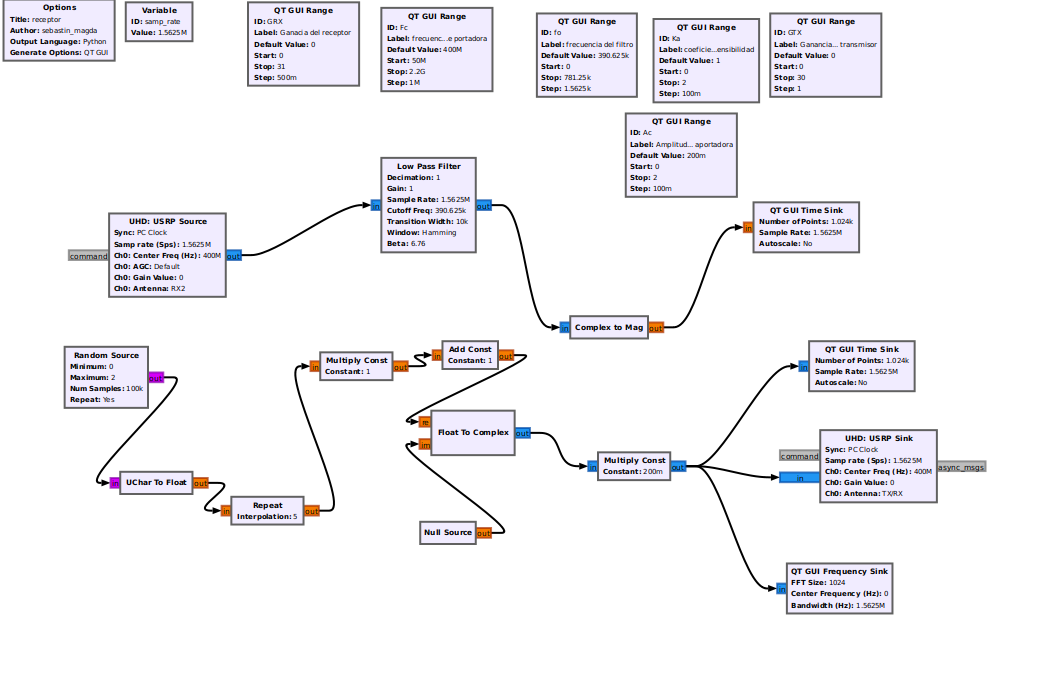 Options
Title: receptor
Author: sebastin_magda
Output Language: Python
Generate Options: QT GUI
Variable
ID: samp_rate
Value: 1.5625M
QT GUI Range
ID: GRX
Label: Ganacia del receptor
Default Value: 0
Start: 0
Stop: 31
Step: 500m
QT GUI Range
ID: Fc
Label: frecuenc...e portadora
Default Value: 400M
Start: 50M
Stop: 2.2G
Step: 1M
QT GUI Range
ID: fo
Label: frecuencia del filtro
Default Value: 390.625k
Start: 0
Stop: 781.25k
Step: 1.5625k
QT GUI Range
ID: Ka
Label: coeficie...ensibilidad
Default Value: 1
Start: 0
Stop: 2
Step: 100m
QT GUI Range
ID: GTX
Label: Ganancia... transmisor
Default Value: 0
Start: 0
Stop: 30
Step: 1
QT GUI Range
ID: Ac
Label: Amplitud... aportadora
Default Value: 200m
Start: 0
Stop: 2
Step: 100m
Low Pass Filter
Decimation: 1
Gain: 1
Sample Rate: 1.5625M
Cutoff Freq: 390.625k
Transition Width: 10k
Window: Hamming
Beta: 6.76
in
out
UHD: USRP Source
Sync: PC Clock
Samp rate (Sps): 1.5625M
Ch0: Center Freq (Hz): 400M
Ch0: AGC: Default
Ch0: Gain Value: 0
Ch0: Antenna: RX2
command
out
QT GUI Time Sink
Number of Points: 1.024k
Sample Rate: 1.5625M
Autoscale: No
in
in
Complex to Mag
out
Random Source
Minimum: 0
Maximum: 2
Num Samples: 100k
Repeat: Yes
out
in
Multiply Const
Constant: 1
out
in
Add Const
Constant: 1
out
QT GUI Time Sink
Number of Points: 1.024k
Sample Rate: 1.5625M
Autoscale: No
in
re
im
Float To Complex
out
UHD: USRP Sink
Sync: PC Clock
Samp rate (Sps): 1.5625M
Ch0: Center Freq (Hz): 400M
Ch0: Gain Value: 0
Ch0: Antenna: TX/RX
command
in
async_msgs
in
Multiply Const
Constant: 200m
out
in
UChar To Float
out
in
Repeat
Interpolation: 5
out
Null Source
out
QT GUI Frequency Sink
FFT Size: 1024
Center Frequency (Hz): 0
Bandwidth (Hz): 1.5625M
in